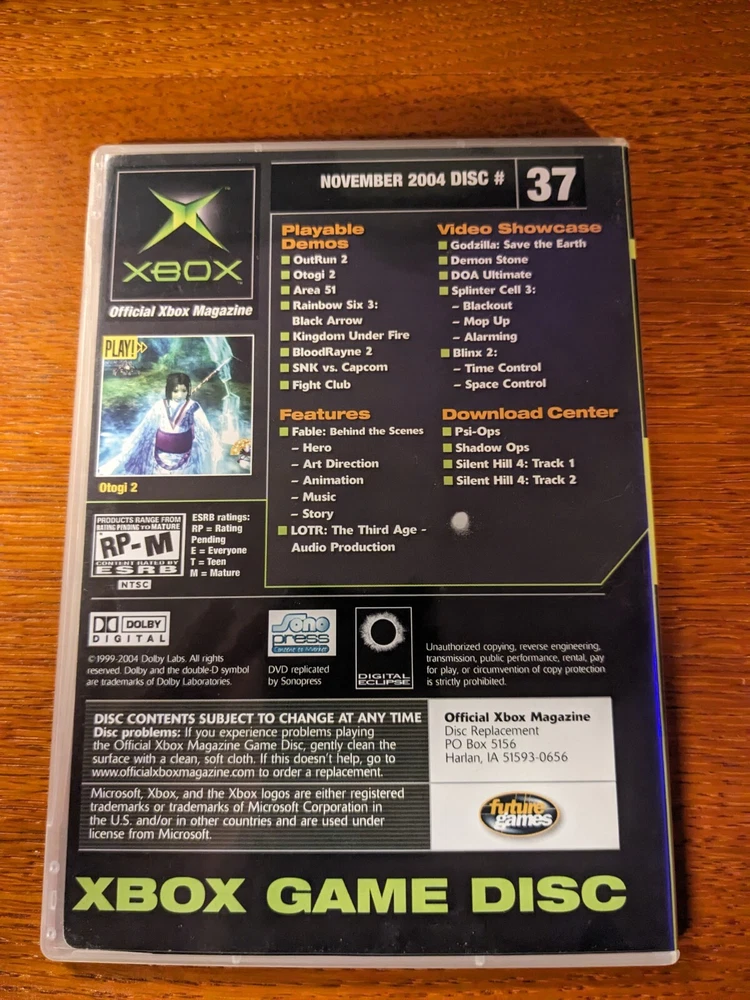 XBOX
Official Xbox Magazine
NOVEMBER 2004 DISC # 37
Playable
Demos
OutRun 2
Otogi 2
Area 51
Rainbow Six 3:
Black Arrow
Kingdom Under Fire
BloodRayne 2
SNK vs. Capcom
Fight Club
Video Showcase
Godzilla: Save the Earth
Demon Stone
DOA Ultimate
Splinter Cell 3:
– Blackout
– Mop Up
– Alarming
Blinx 2:
– Time Control
– Space Control
Features
Fable: Behind the Scenes
– Hero
– Art Direction
– Animation
– Music
– Story
LOTR: The Third Age –
Audio Production
Download Center
Psi-Ops
Shadow Ops
Silent Hill 4: Track 1
Silent Hill 4: Track 2
PLAY!
Otogi 2
PRODUCTS RANGE FROM
RATING PENDING TO MATURE
RP-M
CONTENT RATED BY
ESRB
NTSC
ESRB ratings:
RP = Rating
Pending
E = Everyone
T = Teen
M = Mature
DOLBY
DIGITAL
©1999-2004 Dolby Labs. All rights
reserved. Dolby and the double-D symbol
are trademarks of Dolby Laboratories.
Sono
press
Content to Market
DVD replicated
by Sonopress
DIGITAL
ECLIPSE
Unauthorized copying, reverse engineering,
transmission, public performance, rental, pay
for play, or circumvention of copy protection
is strictly prohibited.
DISC CONTENTS SUBJECT TO CHANGE AT ANY TIME
Disc problems: If you experience problems playing
the Official Xbox Magazine Game Disc, gently clean the
surface with a clean, soft cloth. If this doesn't help, go to
www.officialxboxmagazine.com to order a replacement.
Microsoft, Xbox, and the Xbox logos are either registered
trademarks or trademarks of Microsoft Corporation in
the U.S. and/or in other countries and are used under
license from Microsoft.
Official Xbox Magazine
Disc Replacement
PO Box 5156
Harlan, IA 51593-0656
future
games
XBOX GAME DISC